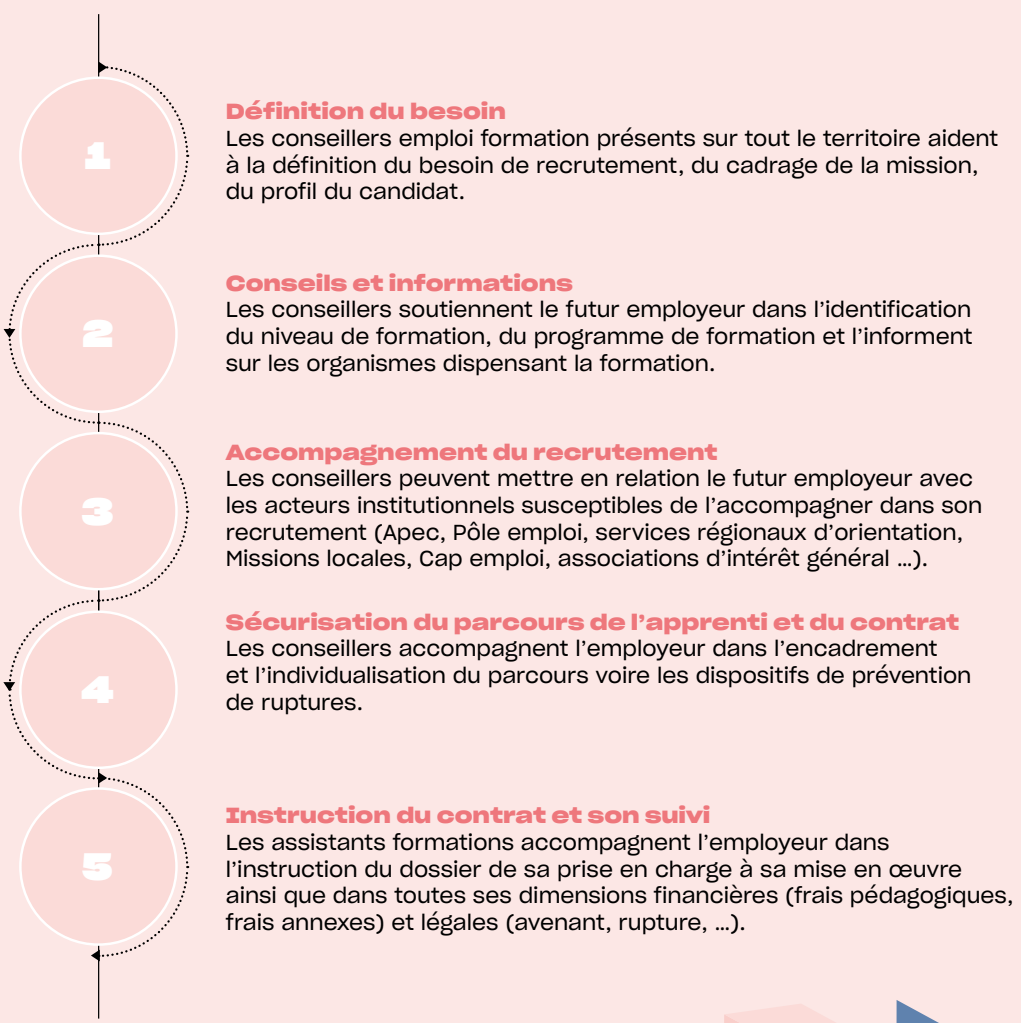 1
Définition du besoin
Les conseillers emploi formation présents sur tout le territoire aident
à la définition du besoin de recrutement, du cadrage de la mission,
du profil du candidat.
2
Conseils et informations
Les conseillers soutiennent le futur employeur dans l’identification
du niveau de formation, du programme de formation et l’informent
sur les organismes dispensant la formation.
3
Accompagnement du recrutement
Les conseillers peuvent mettre en relation le futur employeur avec
les acteurs institutionnels susceptibles de l’accompagner dans son
recrutement (Apec, Pôle emploi, services régionaux d’orientation,
Missions locales, Cap emploi, associations d’intérêt général …).
4
Sécurisation du parcours de l’apprenti et du contrat
Les conseillers accompagnent l’employeur dans l’encadrement
et l’individualisation du parcours voire les dispositifs de prévention
de ruptures.
5
Instruction du contrat et son suivi
Les assistants formations accompagnent l’employeur dans
l’instruction du dossier de sa prise en charge à sa mise en œuvre
ainsi que dans toutes ses dimensions financières (frais pédagogiques,
frais annexes) et légales (avenant, rupture, …).